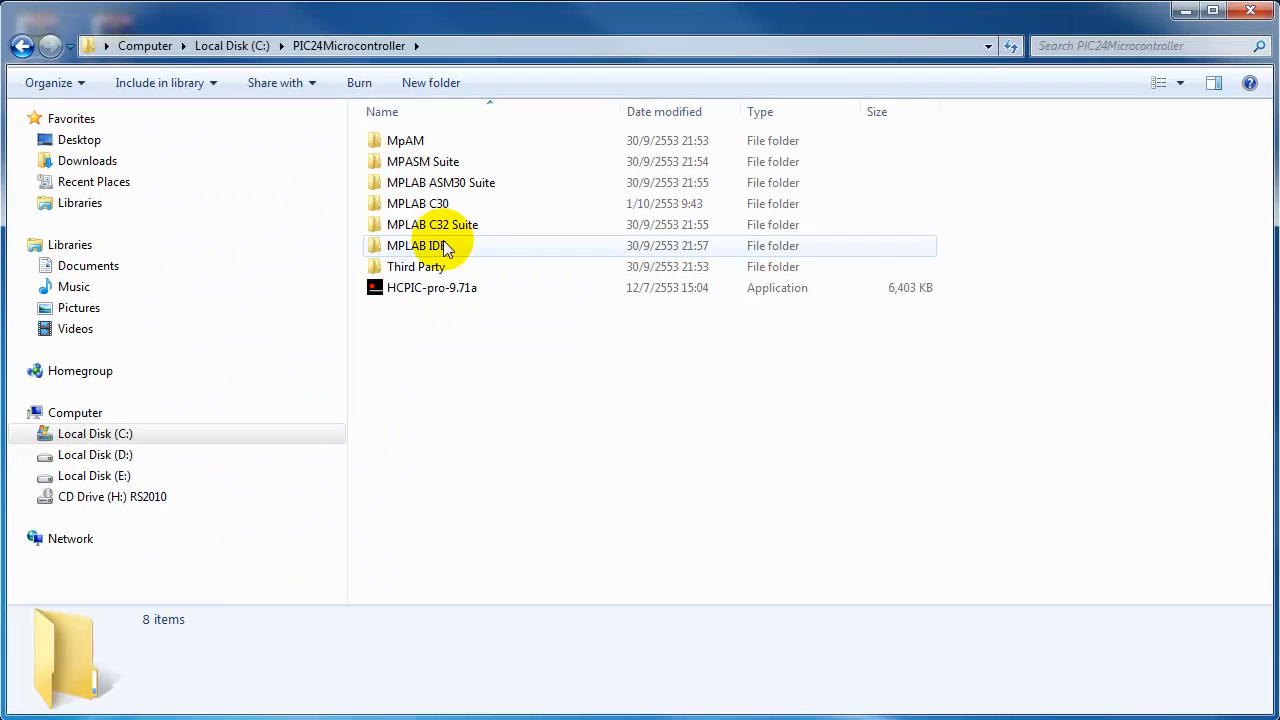 Computer Local Disk (C:) PIC24Microcontroller Search PIC24Microcontroller
Organize Include in library Share with Burn New folder
Favorites
Desktop
Downloads
Recent Places
Libraries
Libraries
Documents
Music
Pictures
Videos
Homegroup
Computer
Local Disk (C:)
Local Disk (D:)
Local Disk (E:)
CD Drive (H:) RS2010
Network
Name Date modified Type Size
MpAM 30/9/2553 21:53 File folder
MPASM Suite 30/9/2553 21:54 File folder
MPLAB ASM30 Suite 30/9/2553 21:55 File folder
MPLAB C30 1/10/2553 9:43 File folder
MPLAB C32 Suite 30/9/2553 21:55 File folder
MPLAB IDE 30/9/2553 21:57 File folder
Third Party 30/9/2553 21:53 File folder
HCPIC-pro-9.71a 12/7/2553 15:04 Application 6,403 KB
8 items